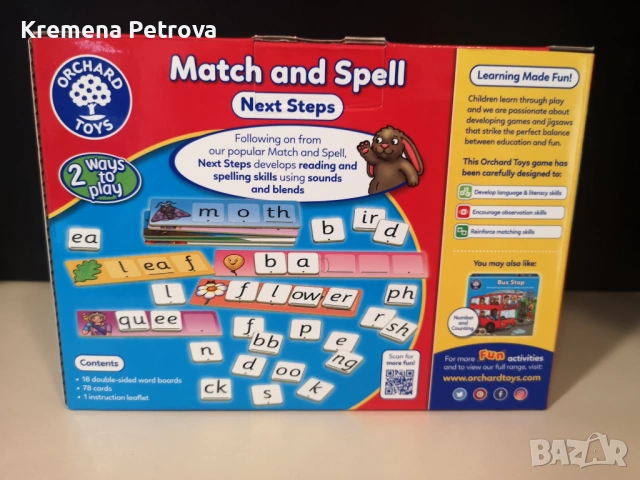 Kremena Petrova
ORCHARD
TOYS
Match and Spell
Next Steps
Following on from
our popular Match and Spell,
Next Steps develops reading and
spelling skills using sounds
and blends
2 ways to play
ea
m o th
b
ir
d
l ea f
b a
l
f l ow er
ph
qu ee
f
p
r
sh
bb
e
n
d
oo
ng
ck
s
k
Contents
• 18 double-sided word boards
• 78 cards
• 1 instruction leaflet
Scan for
more fun!
Learning Made Fun!
Children learn through play
and we are passionate about
developing games and jigsaws
that strike the perfect balance
between education and fun.
This Orchard Toys game has
been carefully designed to:
Develop language & literacy skills
Encourage observation skills
Reinforce matching skills
You may also like:
Bus Stop
Number and
Counting
For more Fun activities
and to view our full range, visit:
www.orchardtoys.com
BAZAR